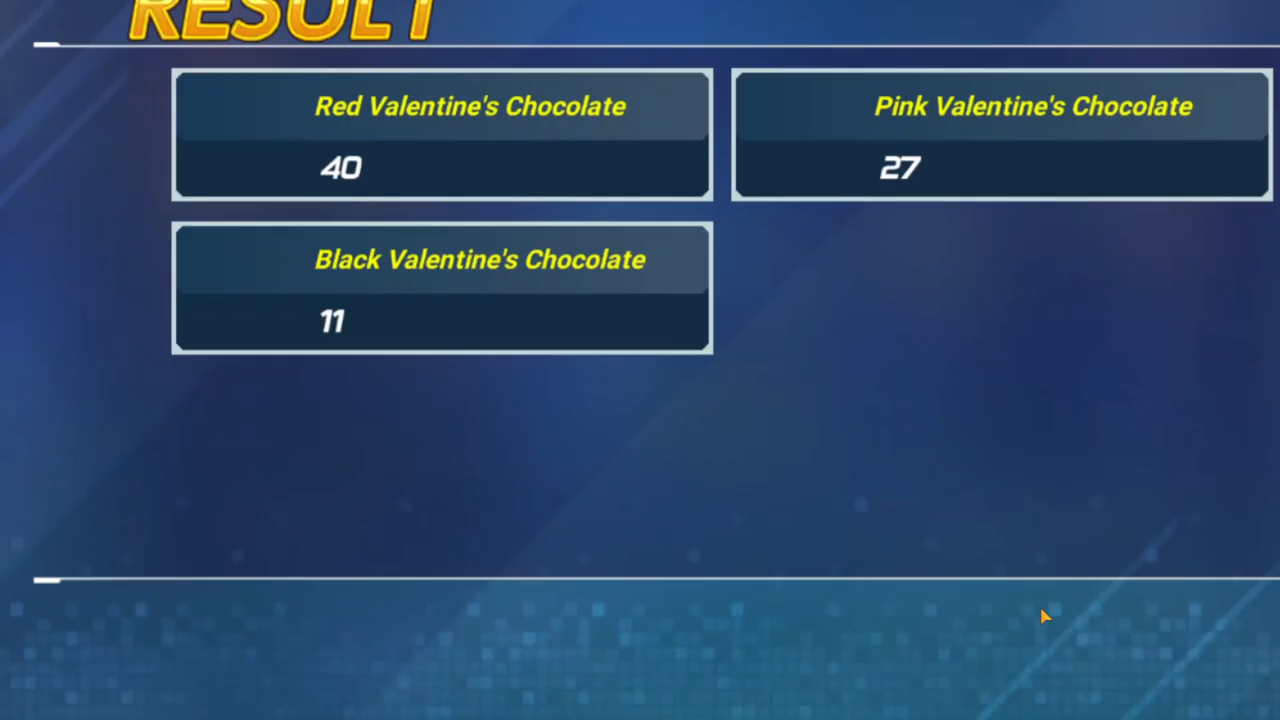 RESULT
Red Valentine's Chocolate
40
Pink Valentine's Chocolate
27
Black Valentine's Chocolate
11